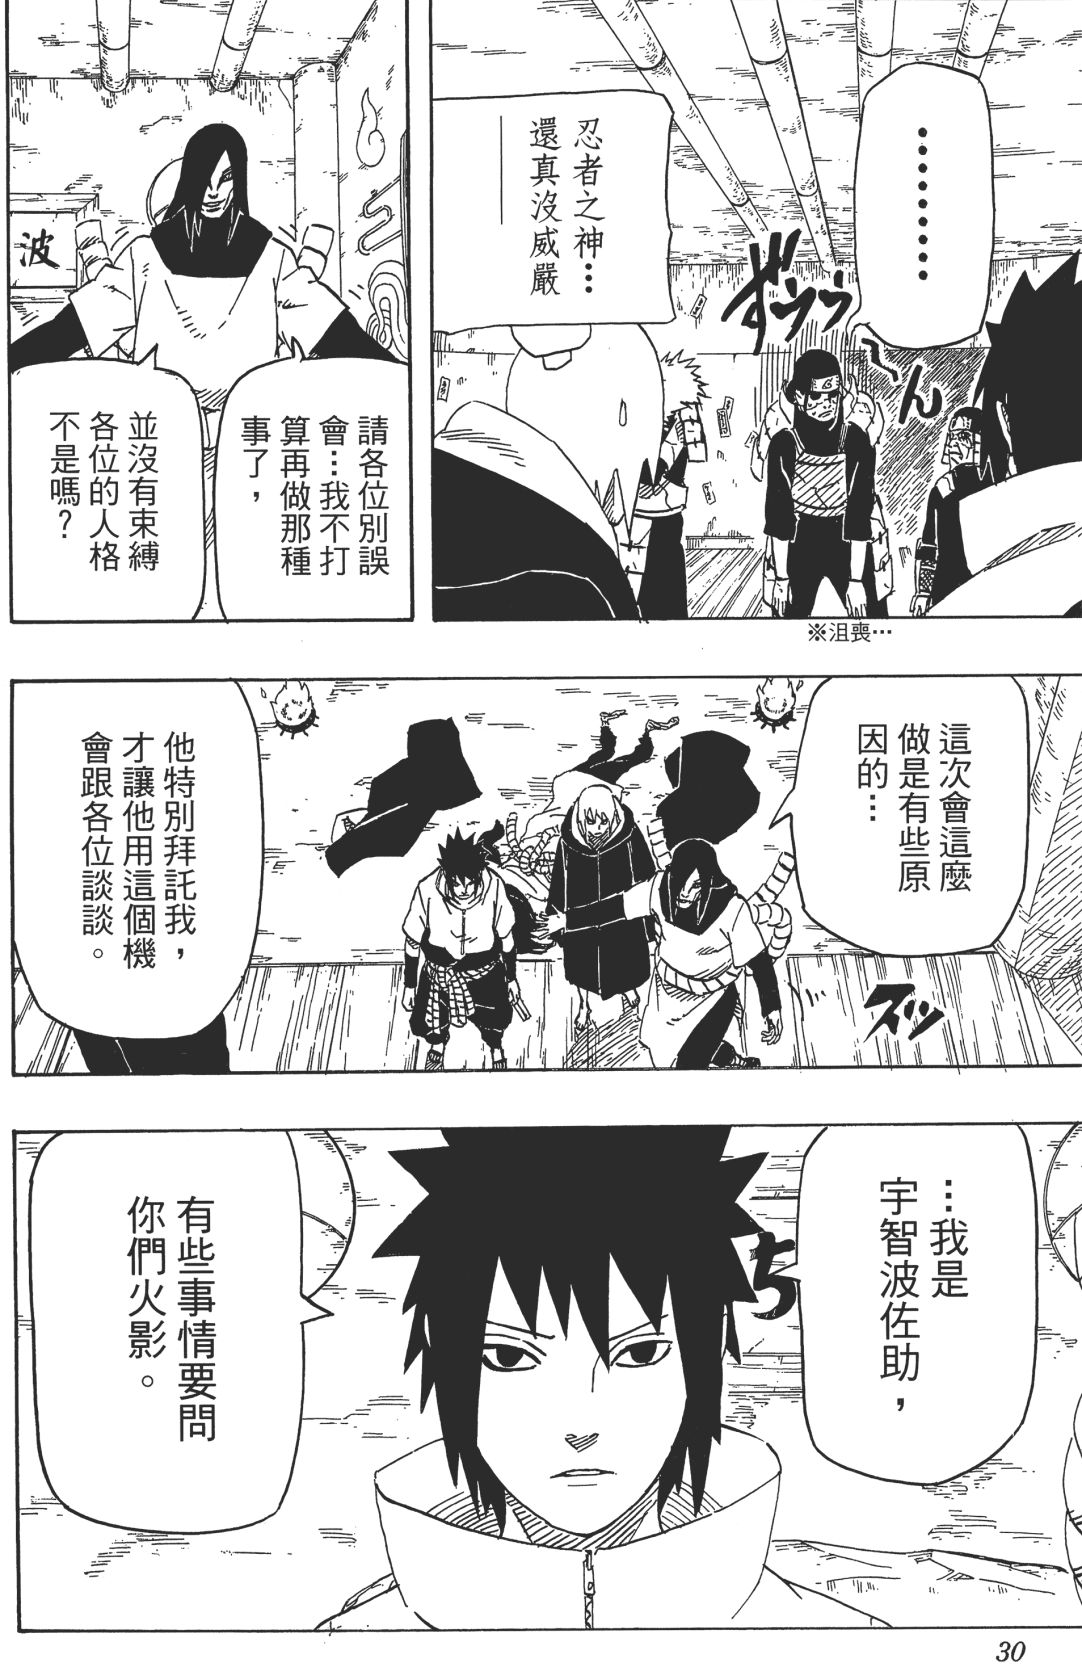 …………
ずううう
～ん
忍者之神…
還真沒威嚴
——
※沮喪…
請各位別誤
會…我不打
算再做那種
事了，
並沒有束縛
各位的人格
不是嗎？
波
這次會這麼
做是有些原
因的…
スッ
他特別拜託我，
才讓他用這個機
會跟各位談談。
…我是
宇智波佐助，
ち
有些事情要問
你們火影。
30